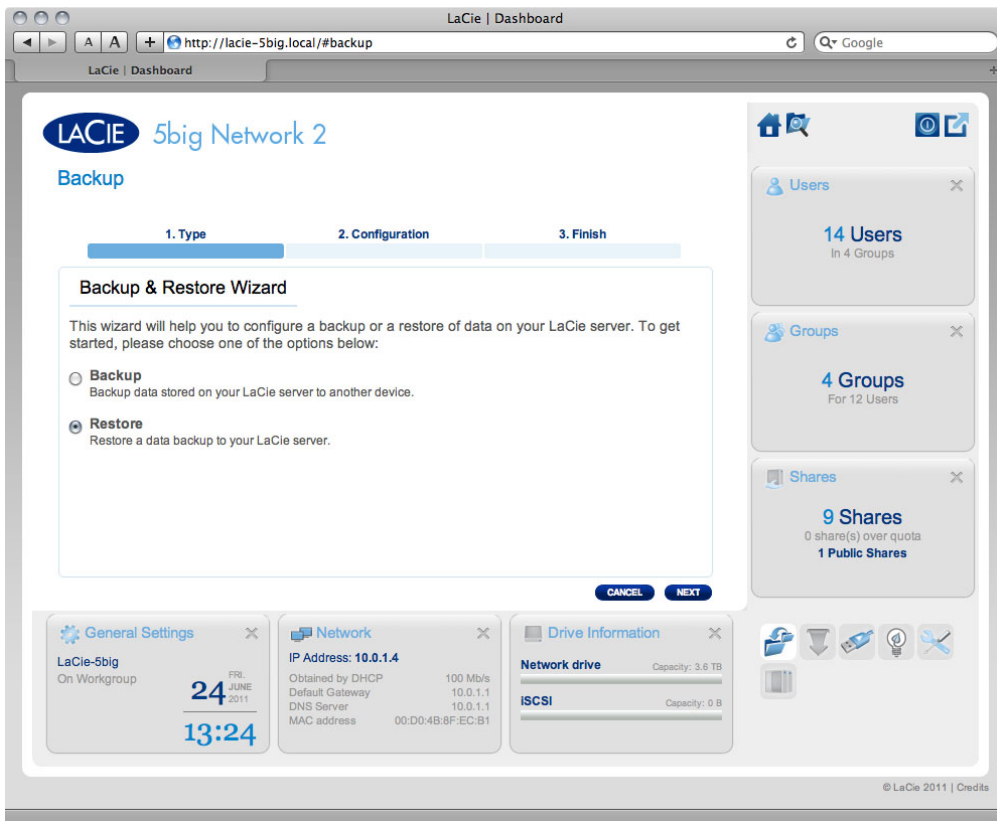 LaCie | Dashboard
A A + http://lacie-5big.local/#backup Google
LaCie | Dashboard +
LACIE 5big Network 2
Backup
1. Type 2. Configuration 3. Finish
Backup & Restore Wizard
This wizard will help you to configure a backup or a restore of data on your LaCie server. To get
started, please choose one of the options below:
Backup
Backup data stored on your LaCie server to another device.
Restore
Restore a data backup to your LaCie server.
CANCEL NEXT
Users
14 Users
In 4 Groups
Groups
4 Groups
For 12 Users
Shares
9 Shares
0 share(s) over quota
1 Public Shares
General Settings
LaCie-5big
On Workgroup
FRI.
24 JUNE
2011
13:24
Network
IP Address: 10.0.1.4
Obtained by DHCP 100 Mb/s
Default Gateway 10.0.1.1
DNS Server 10.0.1.1
MAC address 00:D0:4B:8F:EC:B1
Drive Information
Network drive Capacity: 3.6 TB
iSCSI Capacity: 0 B
© LaCie 2011 | Credits